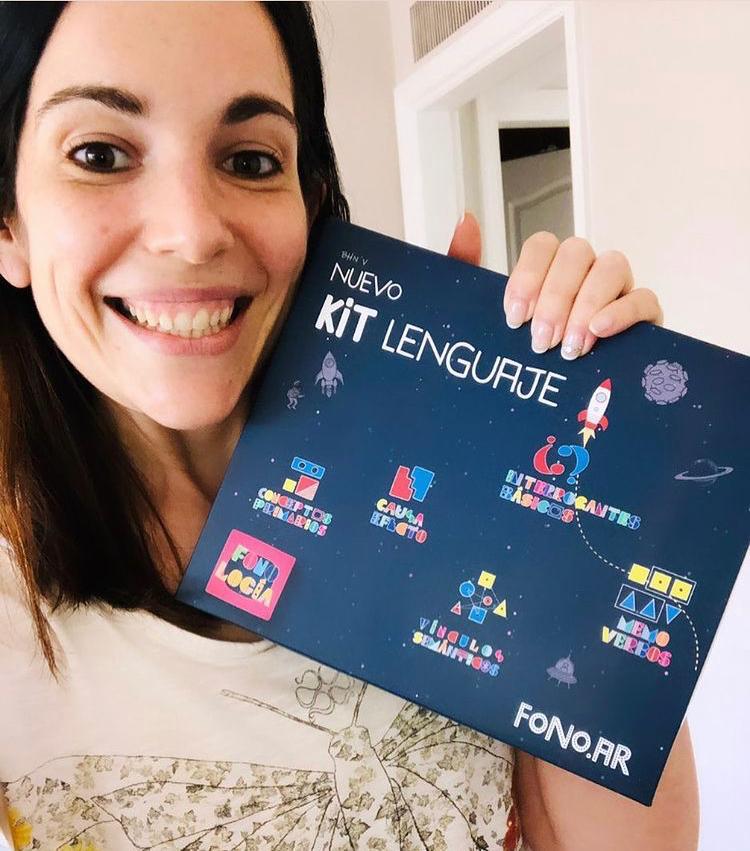 NUEVO
KiT LENGUAJE
¿?
INTERROGANTES
BÁSICOS
CONCEPTOS
PRIMARIOS
CAUSA
EFECTO
FONO
LOGÍA
VÍNCULOS
SEMÁNTICOS
MEMO
VERBOS
FONO.AR